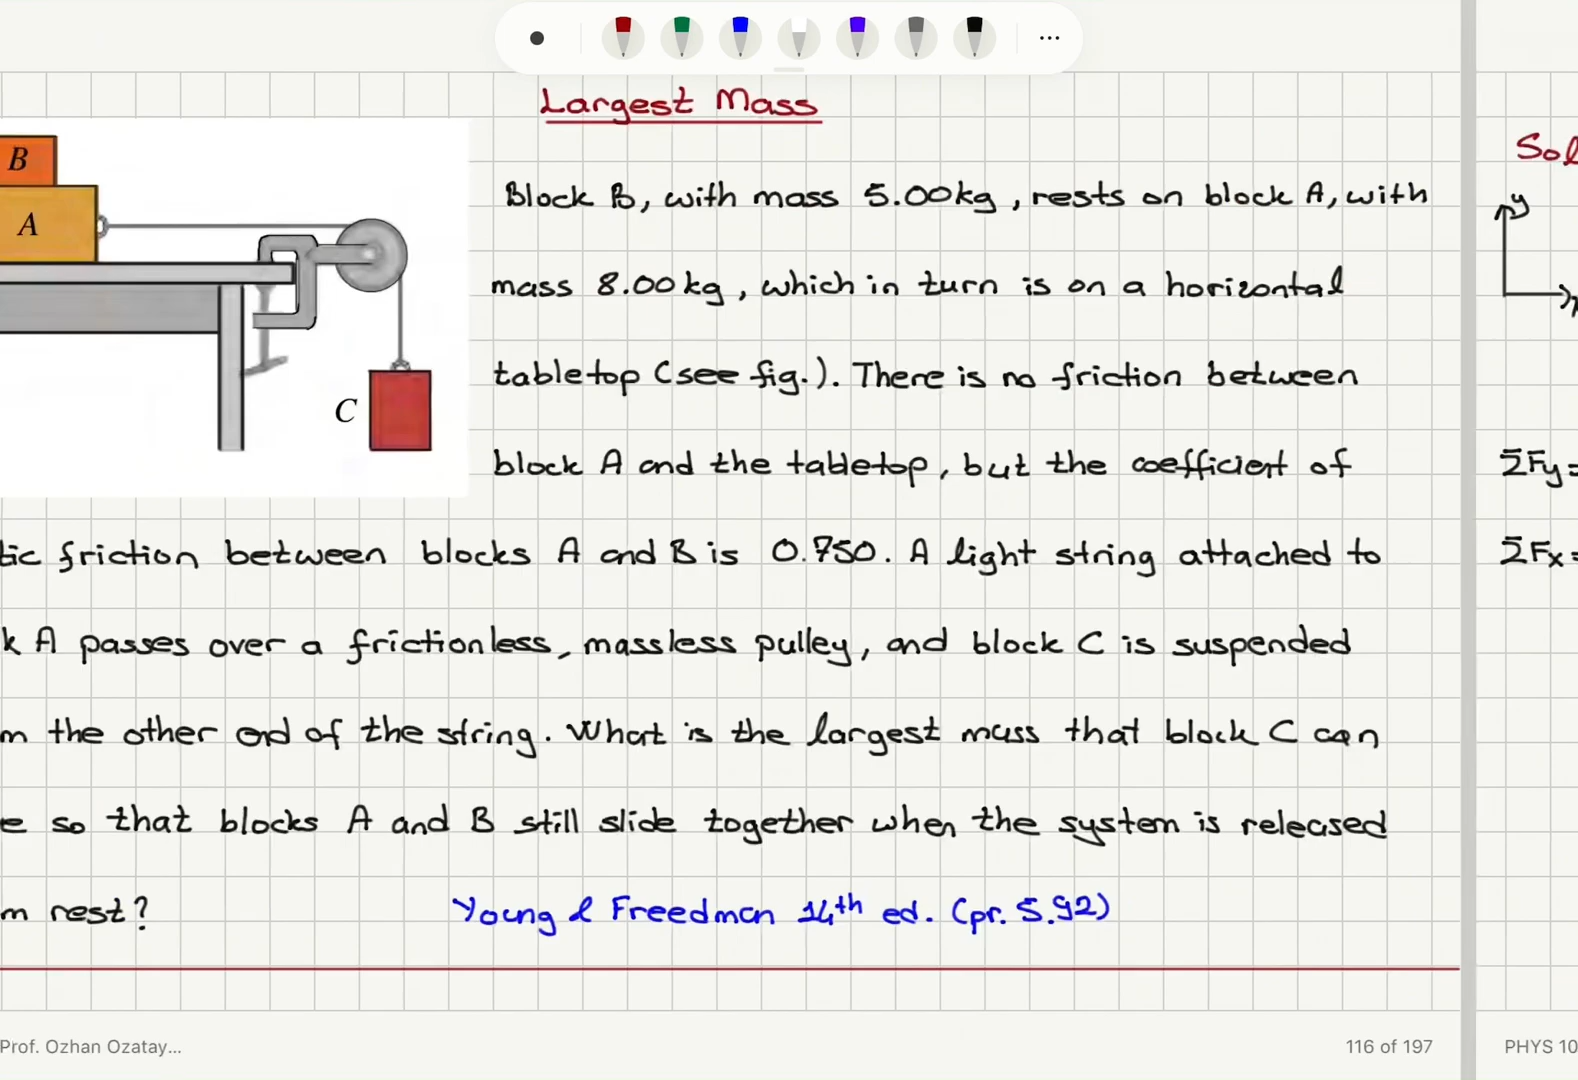 Largest Mass
Sol
B
Block B, with mass 5.00kg, rests on block A, with
y
A
mass 8.00kg, which in turn is on a horizontal
tabletop (see fig.). There is no friction between
C
block A and the tabletop, but the coefficient of
ΣFy=
tic friction between blocks A and B is 0.750. A light string attached to
ΣFx=
k A passes over a frictionless, massless pulley, and block C is suspended
m the other end of the string. What is the largest mass that block C can
e so that blocks A and B still slide together when the system is released
m rest?
Young & Freedman 14th ed. (pr. 5.92)
Prof. Ozhan Ozatay...
116 of 197
PHYS 10